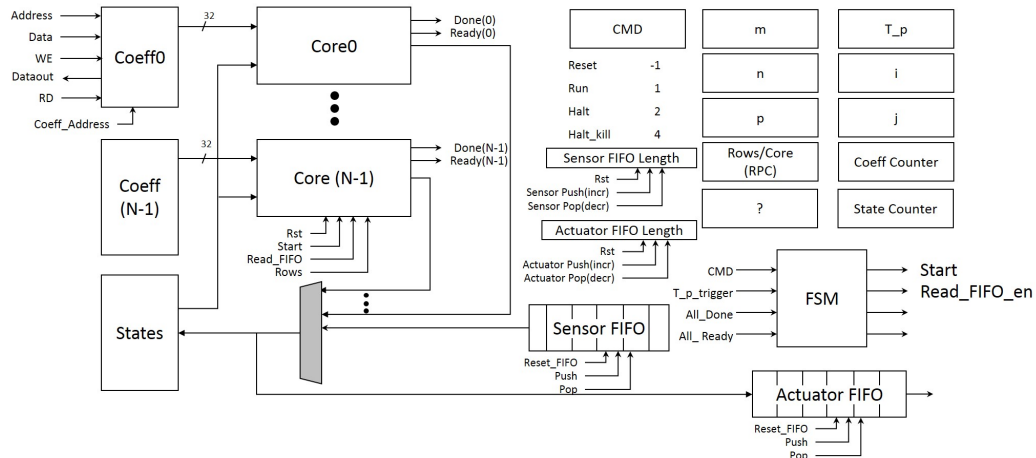 Address
Data
WE
Dataout
RD
Coeff_Address
Coeff0
32
Core0
Done(0)
Ready(0)
Coeff
(N-1)
32
Core (N-1)
Done(N-1)
Ready(N-1)
Rst
Start
Read_FIFO
Rows
States
CMD
Reset -1
Run 1
Halt 2
Halt_kill 4
m
T_p
n
i
p
j
Rows/Core
(RPC)
Coeff Counter
?
State Counter
Sensor FIFO Length
Rst
Sensor Push(incr)
Sensor Pop(decr)
Actuator FIFO Length
Rst
Actuator Push(incr)
Actuator Pop(decr)
CMD
T_p_trigger
All_Done
All_ Ready
FSM
Start
Read_FIFO_en
Sensor FIFO
Reset_FIFO
Push
Pop
Actuator FIFO
Reset_FIFO
Push
Pop